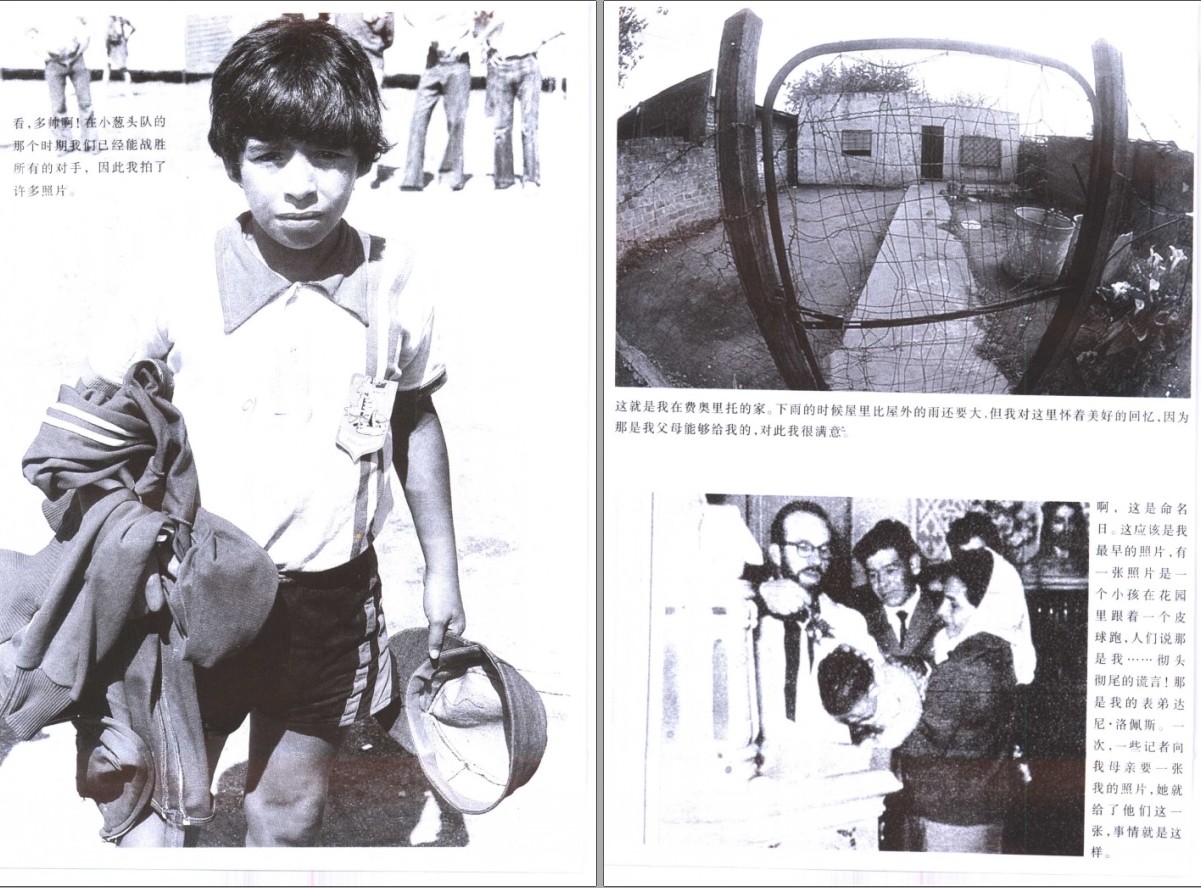 看,多帅啊!在小葱头队的
那个时期我们已经能战胜
所有的对手, 因此我拍了
许多照片。
这就是我在费奥里托的家。下雨的时候屋里比屋外的雨还要大,但我对这里怀着美好的回忆,因为
那是我父母能够给我的,对此我很满意。
啊, 这是命名
日。这应该是我
最早的照片,有
一张照片是一
个小孩在花园
里跟着一个皮
球跑,人们说那
是我……彻头
彻尾的谎言!那
是我的表弟达
尼·洛佩斯。一
次,一些记者向
我母亲要一张
我的照片,她就
给了他们这一
张,事情就是这
样。